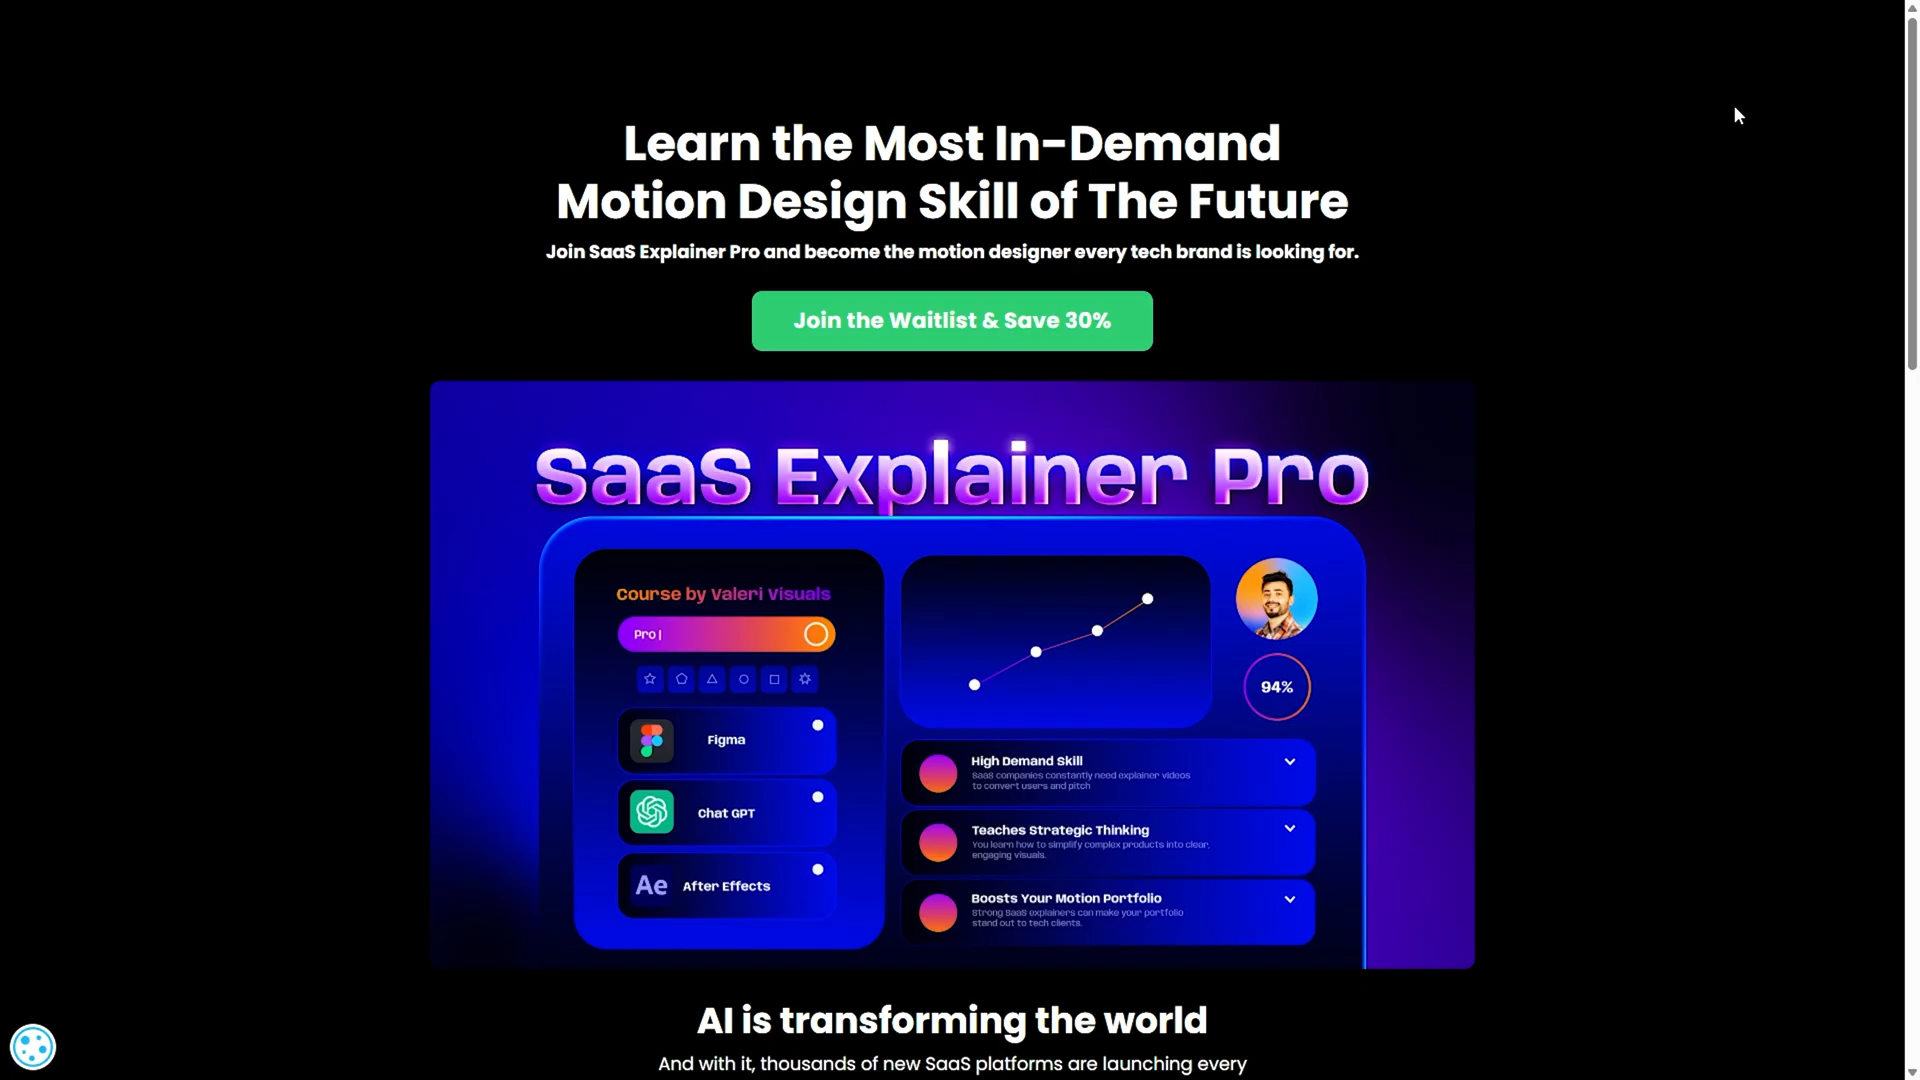 Learn the Most In-Demand
Motion Design Skill of The Future
Join SaaS Explainer Pro and become the motion designer every tech brand is looking for.
Join the Waitlist & Save 30%
SaaS Explainer Pro
Course by Valeri Visuals
Pro|
Figma
Chat GPT
Ae After Effects
94%
High Demand Skill
SaaS companies constantly need explainer videos
to convert users and pitch
Teaches Strategic Thinking
You learn how to simplify complex products into clear,
engaging visuals.
Boosts Your Motion Portfolio
Strong SaaS explainers can make your portfolio
stand out to tech clients.
AI is transforming the world
And with it, thousands of new SaaS platforms are launching every